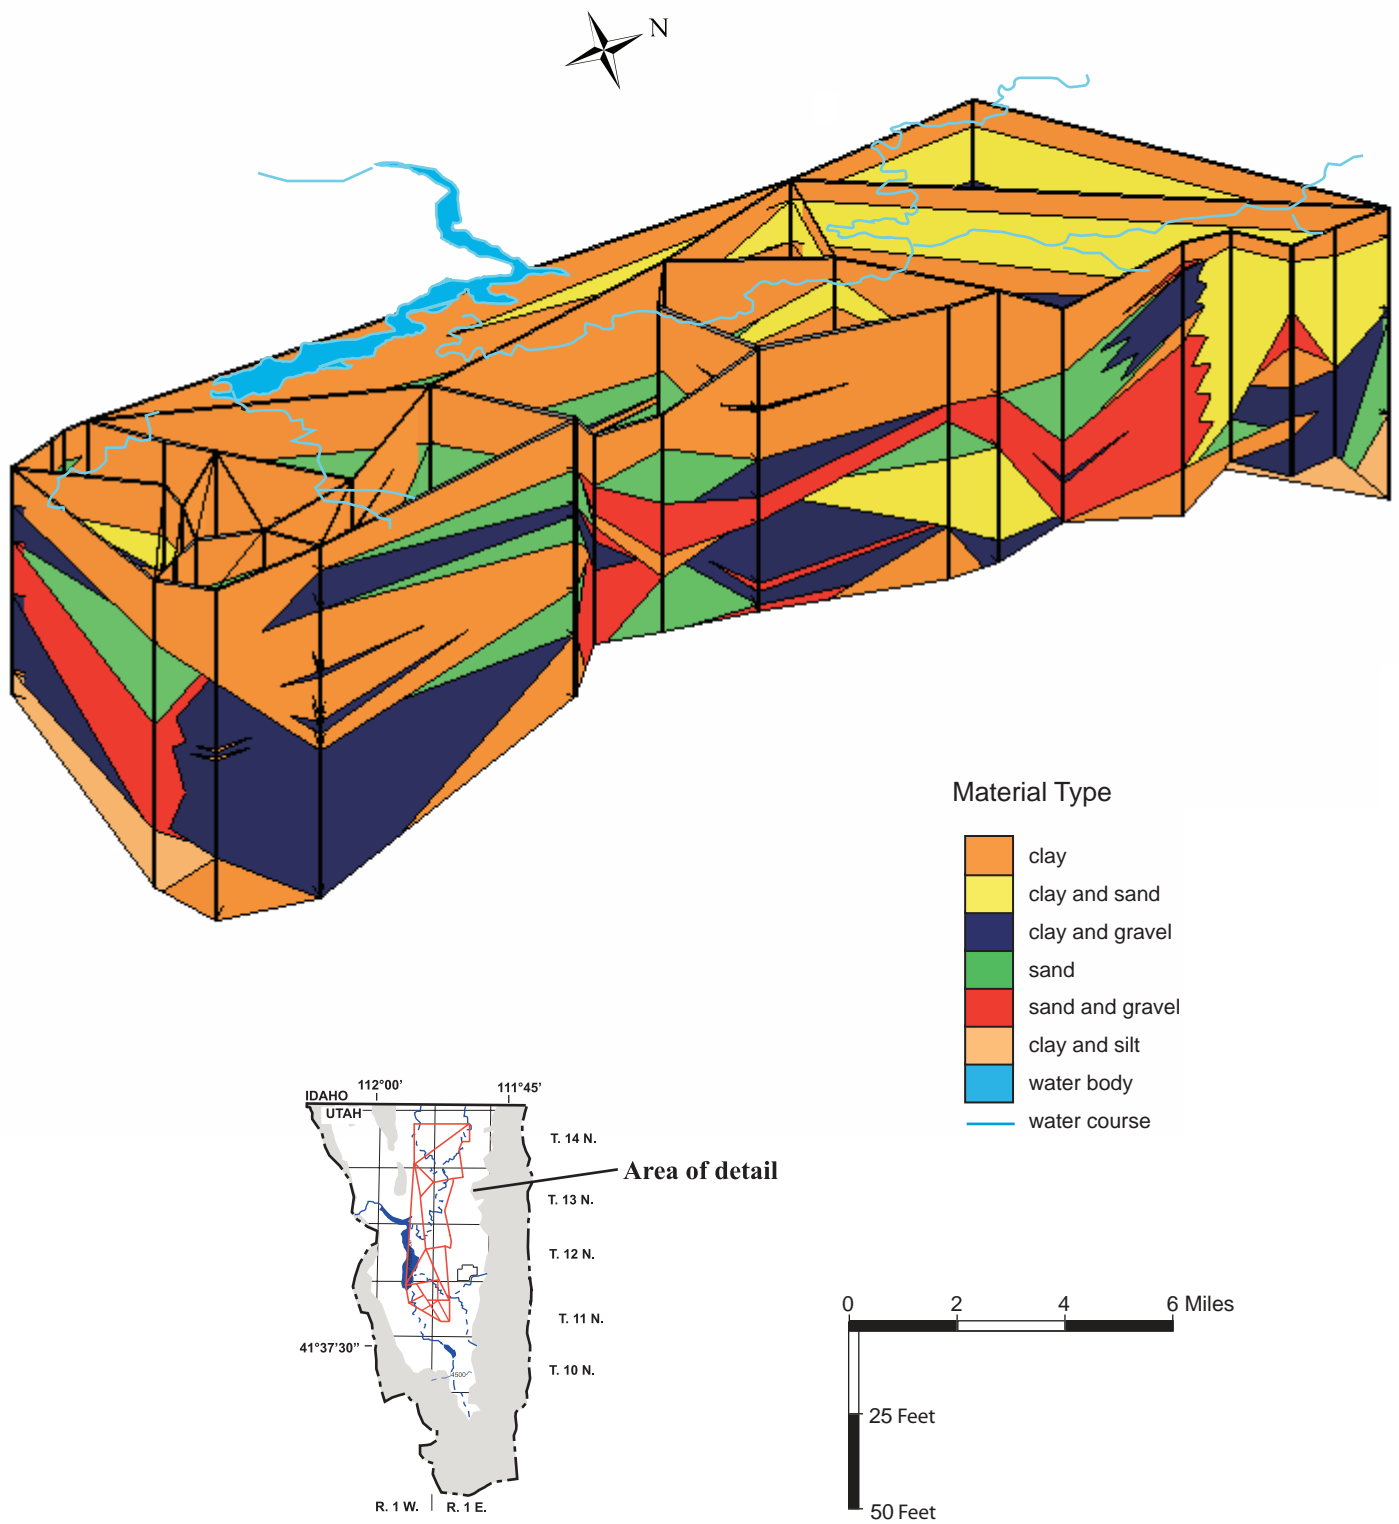 N
Material Type
clay
clay and sand
clay and gravel
sand
sand and gravel
clay and silt
water body
water course
112°00’
111°45’
IDAHO
UTAH
T. 14 N.
Area of detail
T. 13 N.
T. 12 N.
T. 11 N.
41°37’30”
T. 10 N.
4500
R. 1 W.
R. 1 E.
0 2 4 6 Miles
25 Feet
50 Feet